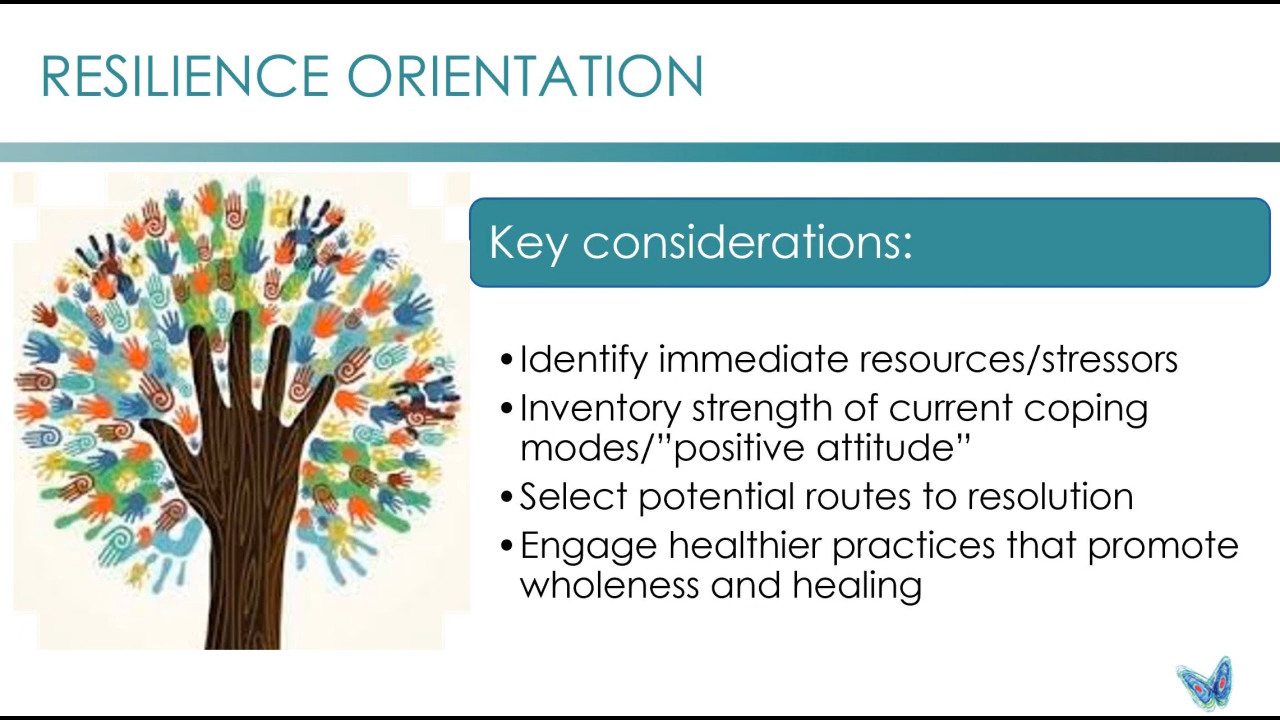 RESILIENCE ORIENTATION
Key considerations:
•Identify immediate resources/stressors
•Inventory strength of current coping
modes/”positive attitude”
•Select potential routes to resolution
•Engage healthier practices that promote
wholeness and healing